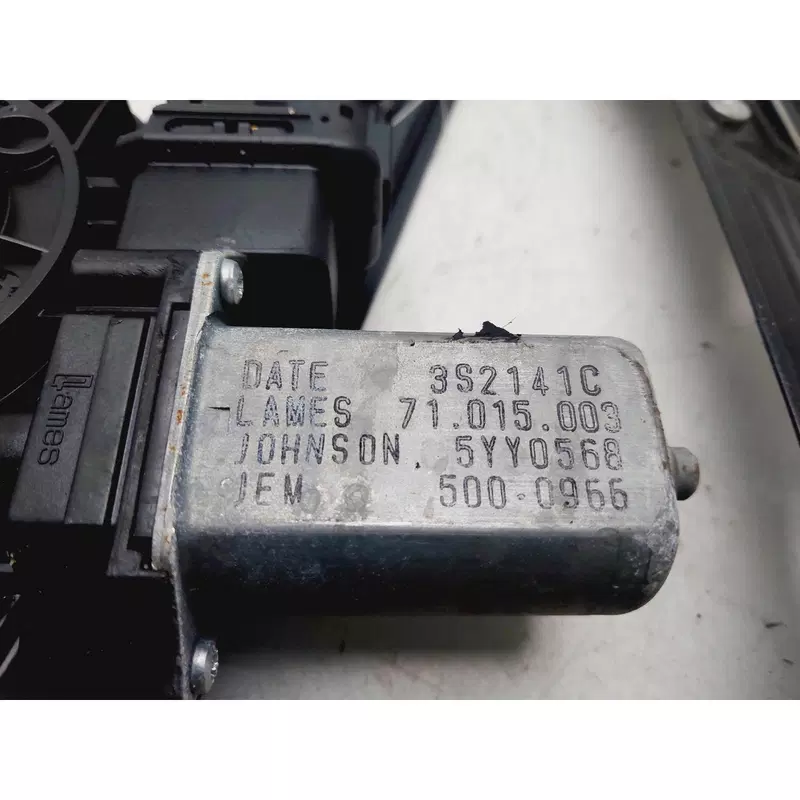 DATE 3S2141C
LAMES 71.015.003
JOHNSON 5YY0568
JEM 500-0966
Lames